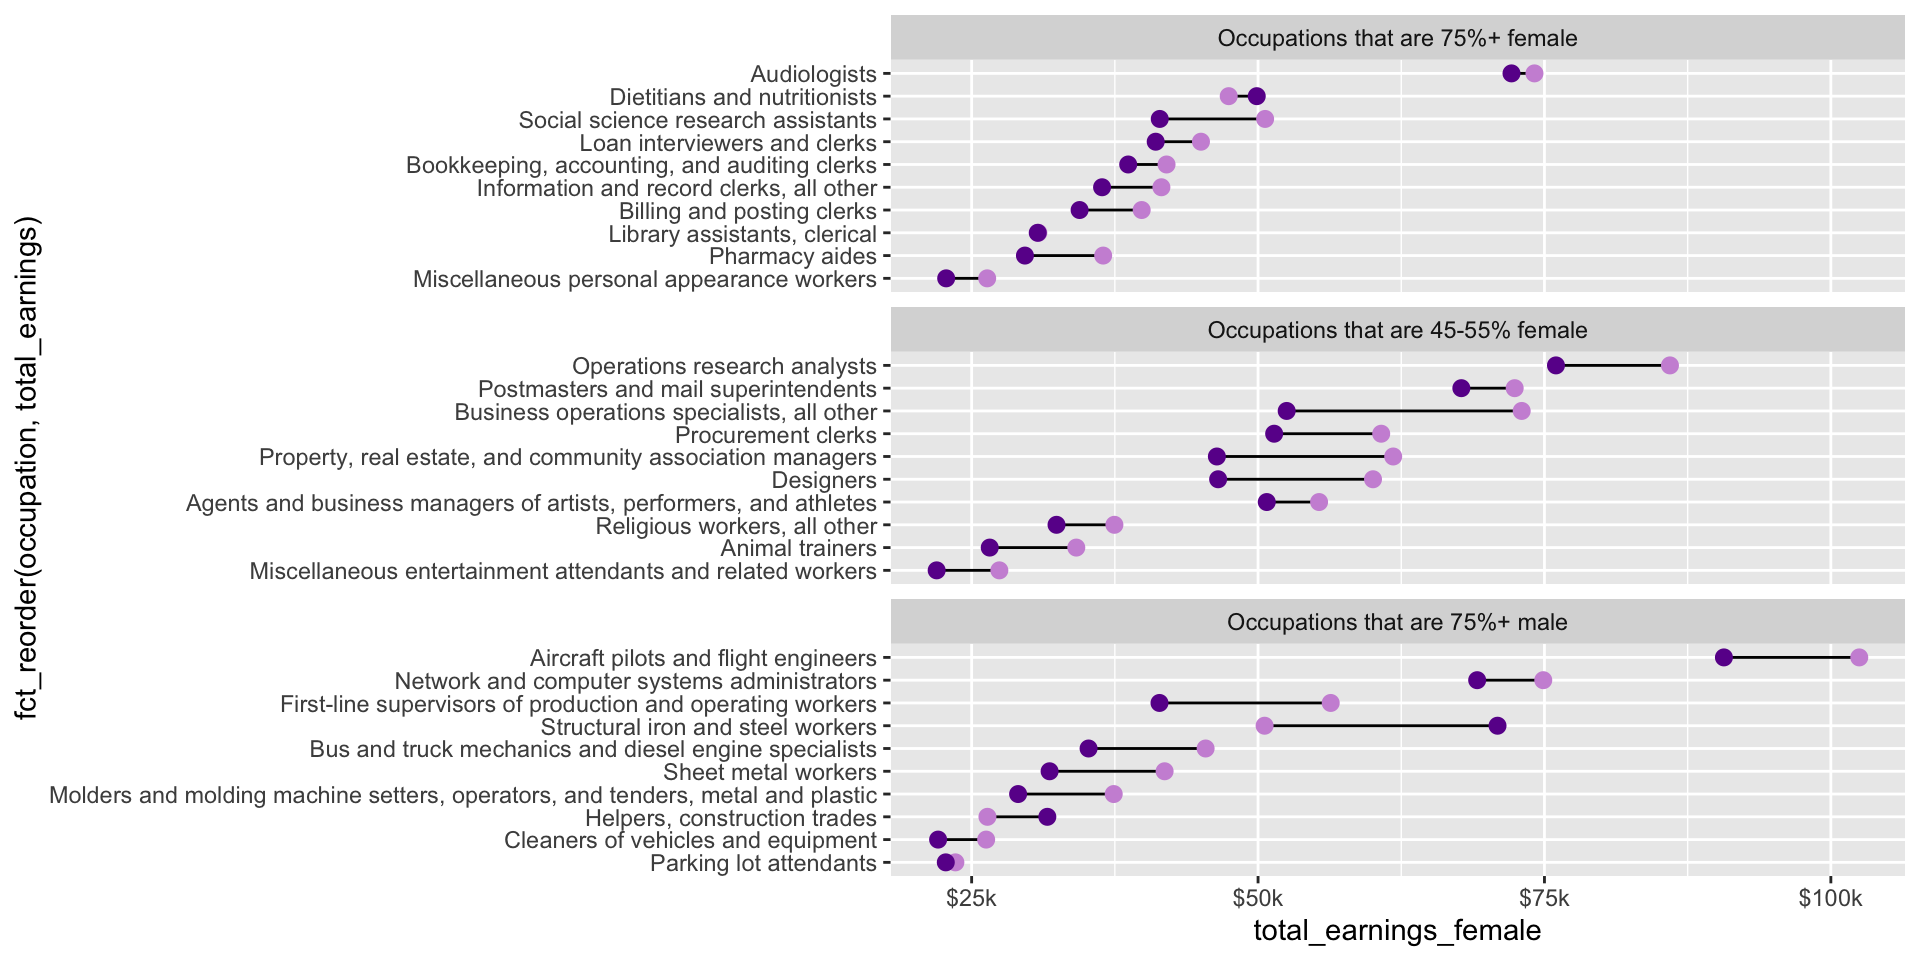 Occupations that are 75%+ female
Audiologists
Dietitians and nutritionists
Social science research assistants
Loan interviewers and clerks
Bookkeeping, accounting, and auditing clerks
Information and record clerks, all other
Billing and posting clerks
Library assistants, clerical
Pharmacy aides
Miscellaneous personal appearance workers
Occupations that are 45-55% female
Operations research analysts
Postmasters and mail superintendents
Business operations specialists, all other
Procurement clerks
Property, real estate, and community association managers
Designers
Agents and business managers of artists, performers, and athletes
Religious workers, all other
Animal trainers
Miscellaneous entertainment attendants and related workers
Occupations that are 75%+ male
Aircraft pilots and flight engineers
Network and computer systems administrators
First-line supervisors of production and operating workers
Structural iron and steel workers
Bus and truck mechanics and diesel engine specialists
Sheet metal workers
Molders and molding machine setters, operators, and tenders, metal and plastic
Helpers, construction trades
Cleaners of vehicles and equipment
Parking lot attendants
fct_reorder(occupation, total_earnings)
$25k $50k $75k $100k
total_earnings_female